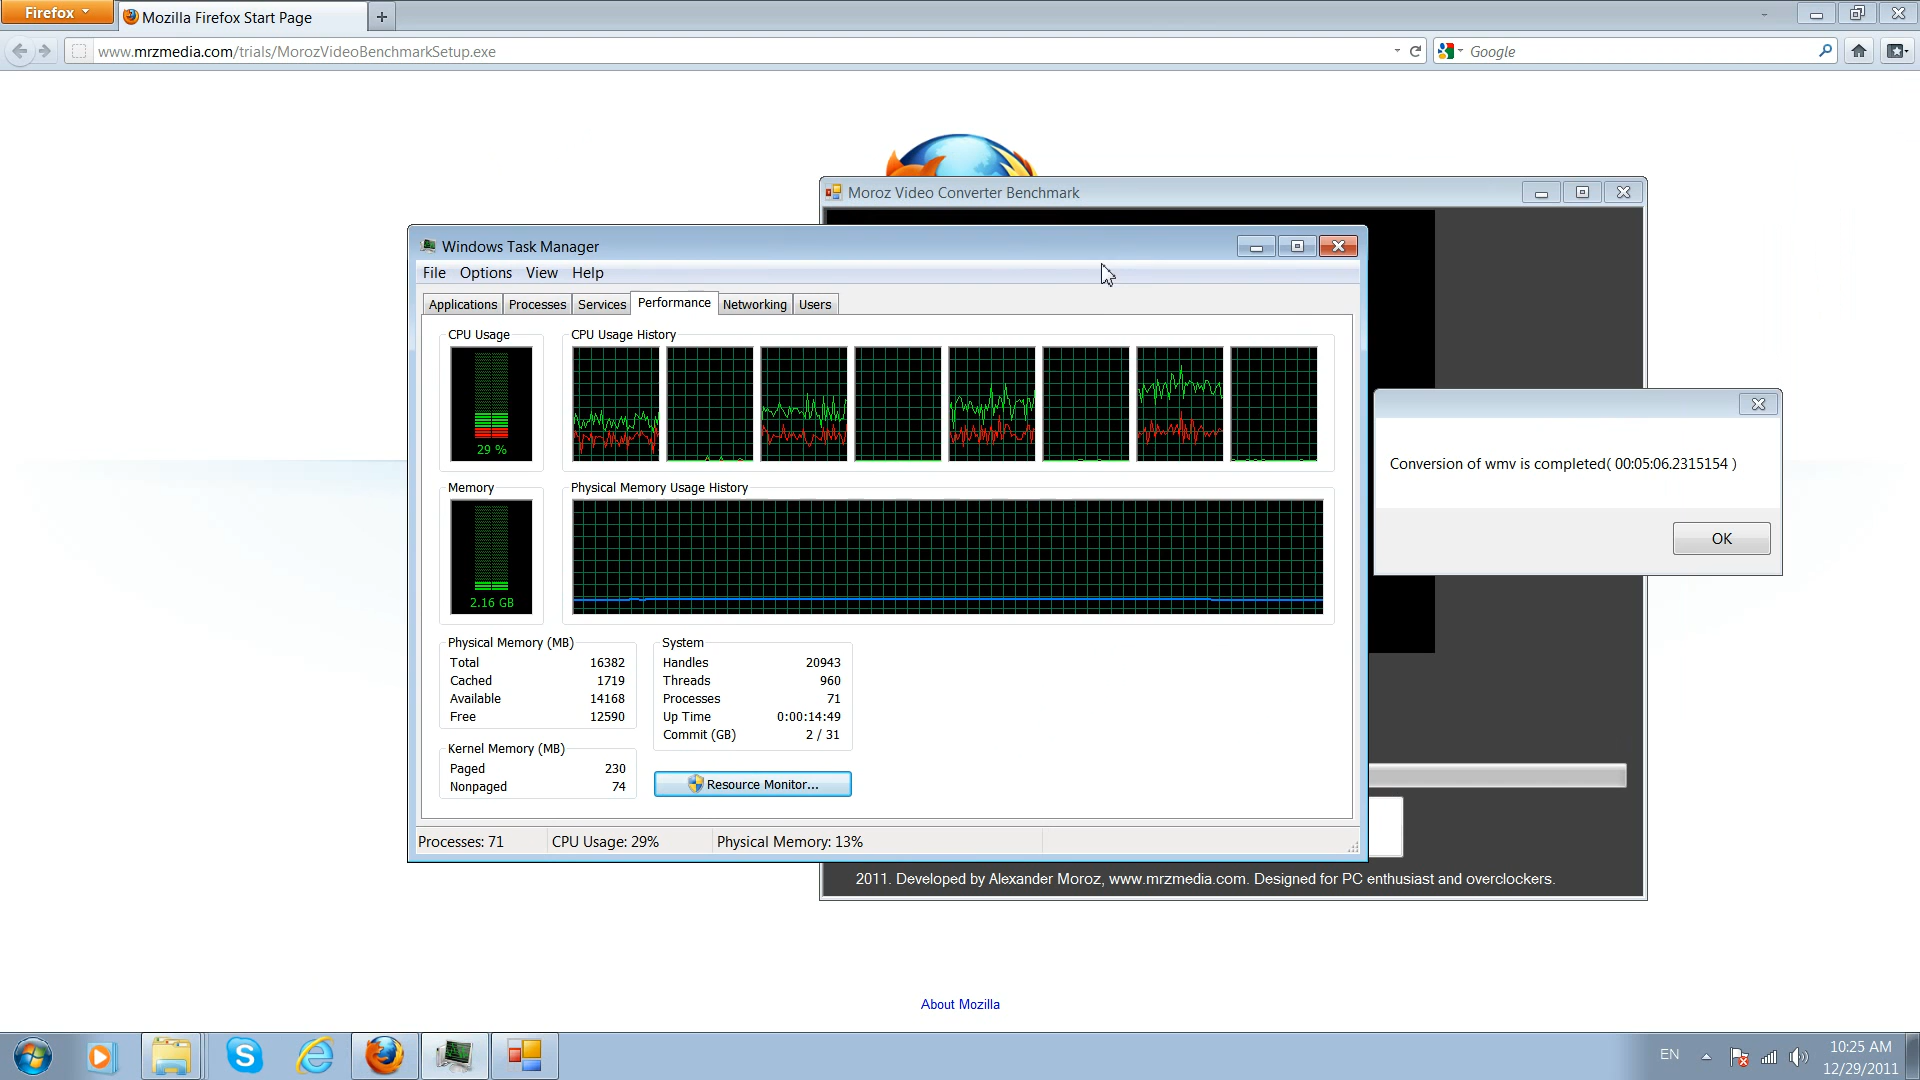 Firefox
Mozilla Firefox Start Page
www.mrzmedia.com/trials/MorozVideoBenchmarkSetup.exe
Google
Moroz Video Converter Benchmark
Windows Task Manager
File Options View Help
Applications Processes Services Performance Networking Users
CPU Usage
CPU Usage History
29 %
Memory
Physical Memory Usage History
2.16 GB
Conversion of wmv is completed( 00:05:06.2315154 )
OK
Physical Memory (MB)
Total 16382
Cached 1719
Available 14168
Free 12590
Kernel Memory (MB)
Paged 230
Nonpaged 74
System
Handles 20943
Threads 960
Processes 71
Up Time 0:00:14:49
Commit (GB) 2 / 31
Resource Monitor...
Processes: 71 CPU Usage: 29% Physical Memory: 13%
2011. Developed by Alexander Moroz, www.mrzmedia.com. Designed for PC enthusiast and overclockers.
About Mozilla
EN
10:25 AM
12/29/2011